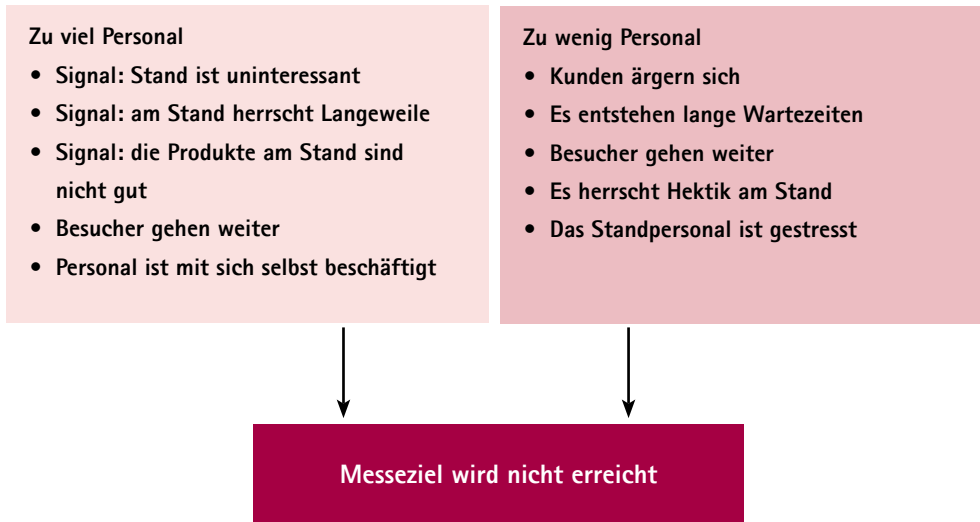 Zu viel Personal
• Signal: Stand ist uninteressant
• Signal: am Stand herrscht Langeweile
• Signal: die Produkte am Stand sind
nicht gut
• Besucher gehen weiter
• Personal ist mit sich selbst beschäftigt
Zu wenig Personal
• Kunden ärgern sich
• Es entstehen lange Wartezeiten
• Besucher gehen weiter
• Es herrscht Hektik am Stand
• Das Standpersonal ist gestresst
Messeziel wird nicht erreicht